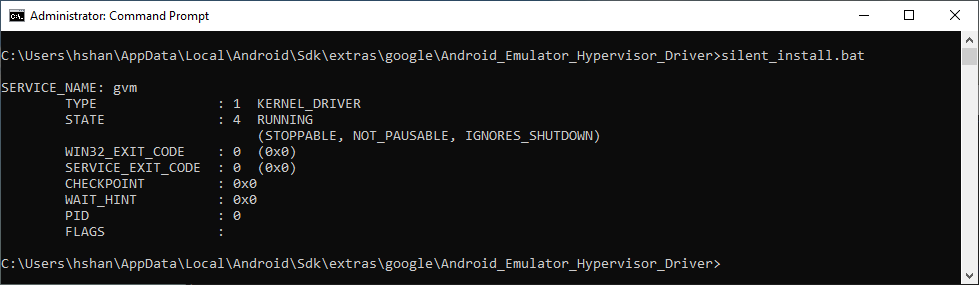 Administrator: Command Prompt
C:\Users\hshan\AppData\Local\Android\Sdk\extras\google\Android_Emulator_Hypervisor_Driver>silent_install.bat
SERVICE_NAME: gvm
TYPE : 1 KERNEL_DRIVER
STATE : 4 RUNNING
(STOPPABLE, NOT_PAUSABLE, IGNORES_SHUTDOWN)
WIN32_EXIT_CODE : 0 (0x0)
SERVICE_EXIT_CODE : 0 (0x0)
CHECKPOINT : 0x0
WAIT_HINT : 0x0
PID : 0
FLAGS :
C:\Users\hshan\AppData\Local\Android\Sdk\extras\google\Android_Emulator_Hypervisor_Driver>